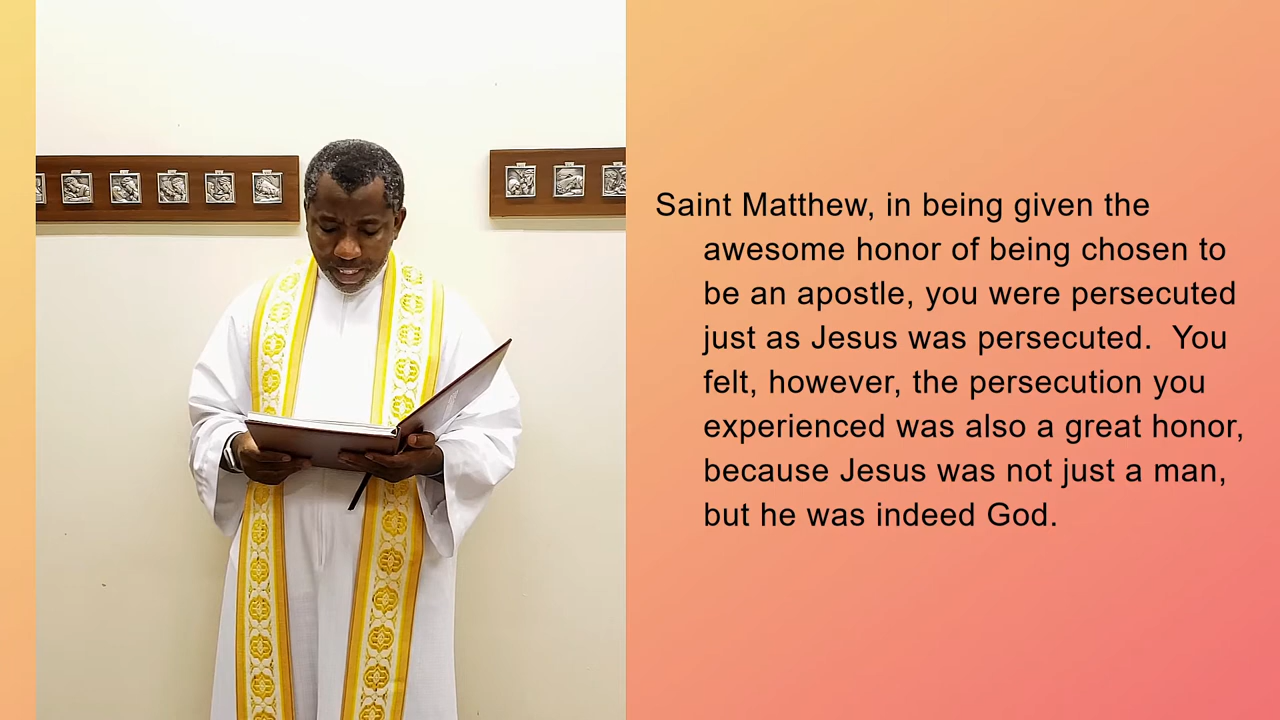 Saint Matthew, in being given the
awesome honor of being chosen to
be an apostle, you were persecuted
just as Jesus was persecuted.  You
felt, however, the persecution you
experienced was also a great honor,
because Jesus was not just a man,
but he was indeed God.